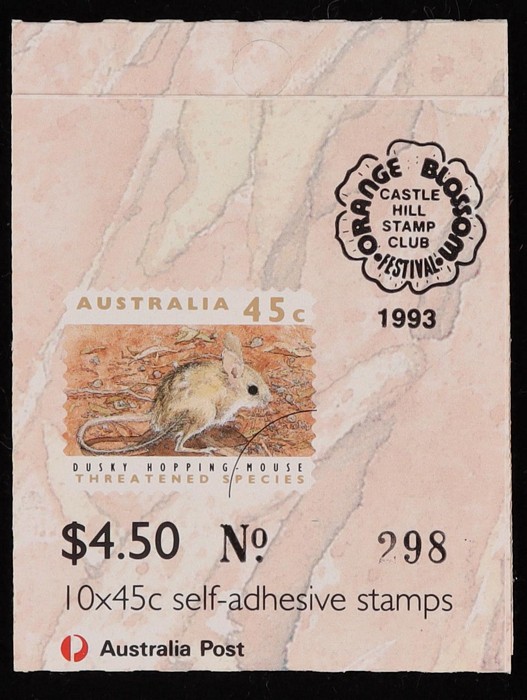 ORANGE BLOSSOM
CASTLE
HILL
STAMP
CLUB
•FESTIVAL•
1993
AUSTRALIA 45c
DUSKY HOPPING-MOUSE
THREATENED SPECIES
$4.50 Nº 298
10x45c self-adhesive stamps
Australia Post